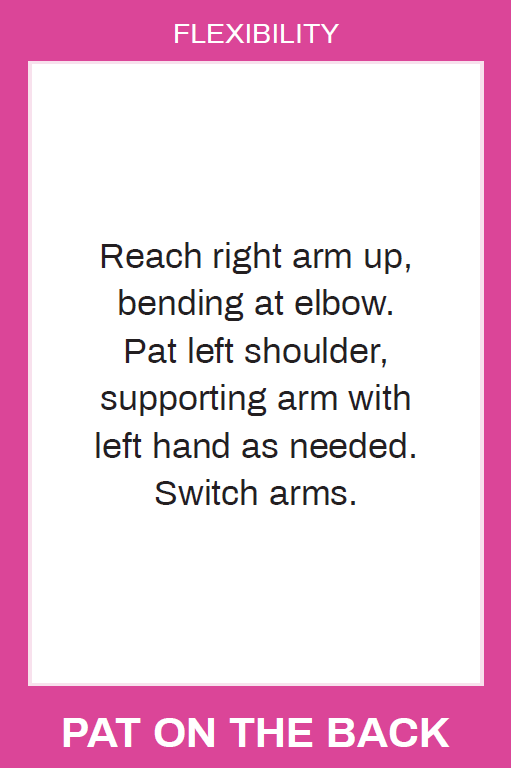 FLEXIBILITY
Reach right arm up,
bending at elbow.
Pat left shoulder,
supporting arm with
left hand as needed.
Switch arms.
PAT ON THE BACK